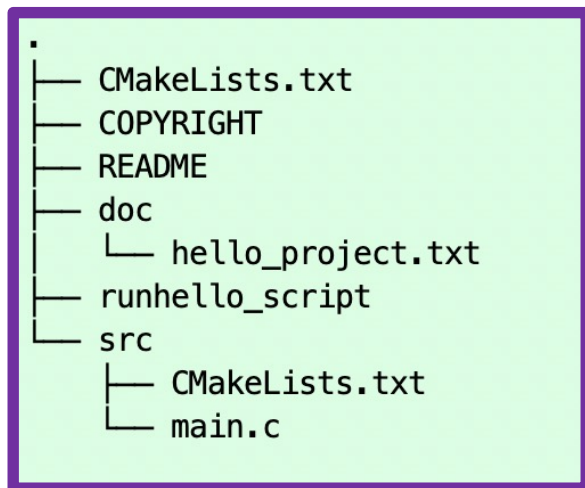 .
├── CMakeLists.txt
├── COPYRIGHT
├── README
├── doc
│   └── hello_project.txt
├── runhello_script
└── src
    ├── CMakeLists.txt
    └── main.c